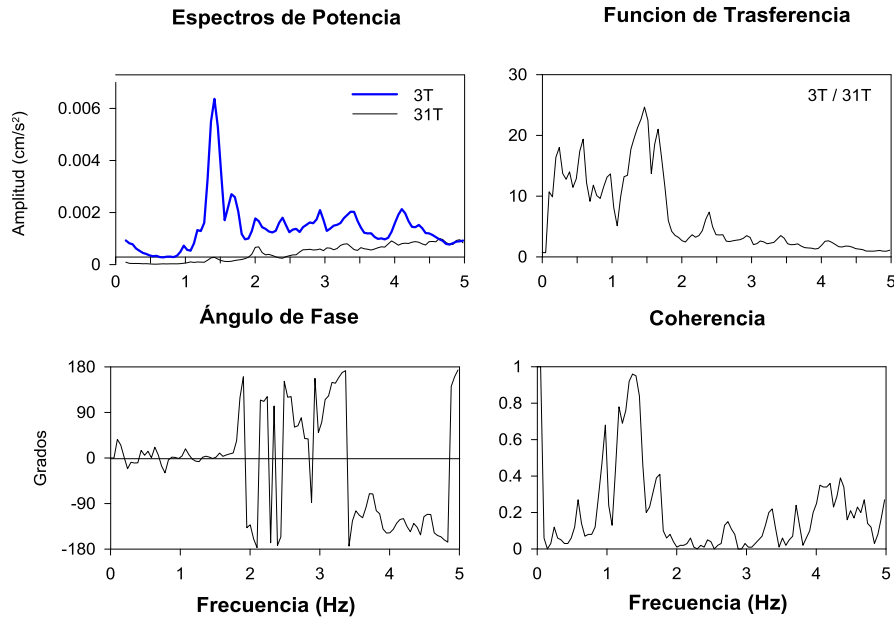 Espectros de Potencia
Funcion de Trasferencia
Amplitud (cm/s²)
0.006
0.004
0.002
0
3T
31T
0 1 2 3 4 5
30
20
10
0
3T / 31T
0 1 2 3 4 5
Ángulo de Fase
Coherencia
Grados
180
90
0
-90
-180
0 1 2 3 4 5
Frecuencia (Hz)
1
0.8
0.6
0.4
0.2
0
0 1 2 3 4 5
Frecuencia (Hz)